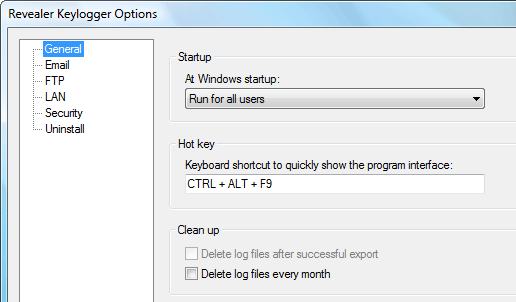 Revealer Keylogger Options
General
Email
FTP
LAN
Security
Uninstall
Startup
At Windows startup:
Run for all users
Hot key
Keyboard shortcut to quickly show the program interface:
CTRL + ALT + F9
Clean up
Delete log files after successful export
Delete log files every month